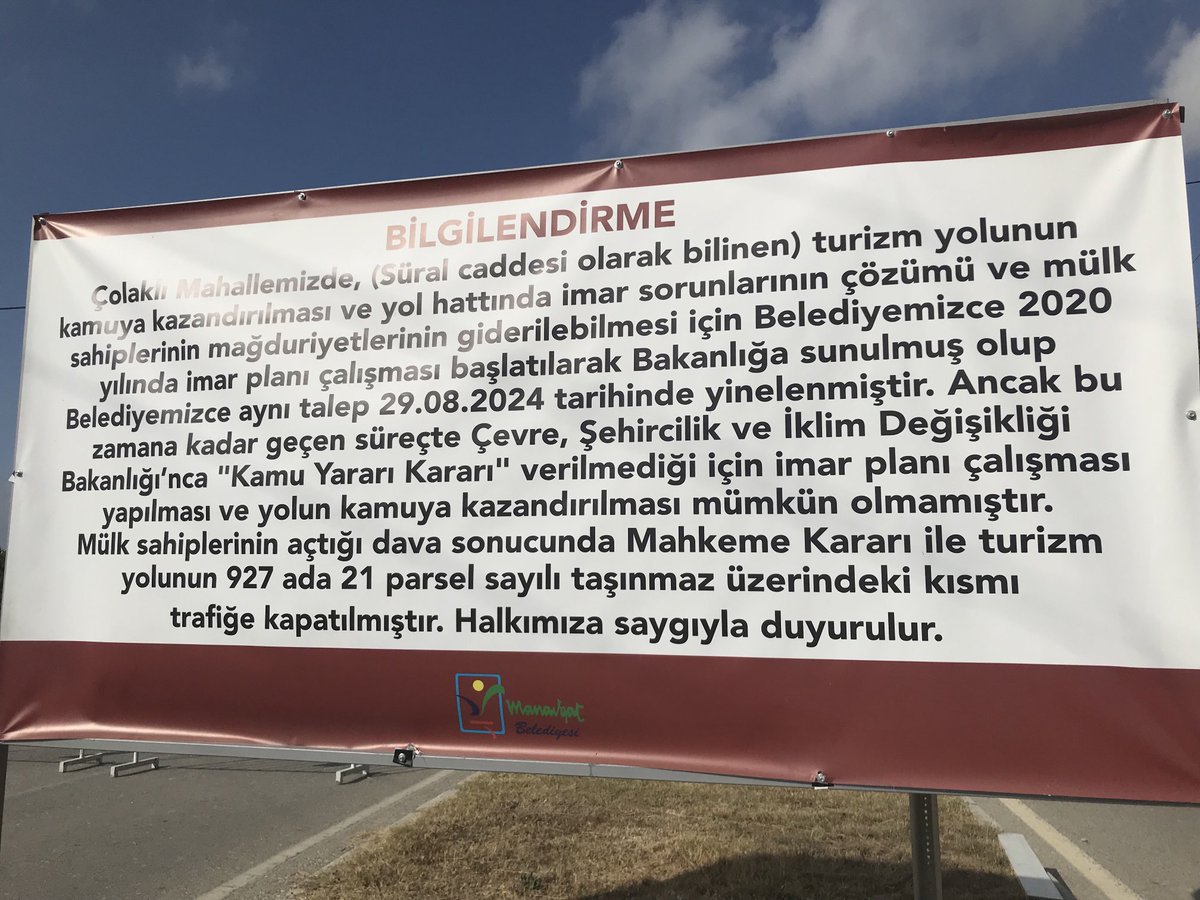 BİLGİLENDİRME
Çolaklı Mahallemizde, (Süral caddesi olarak bilinen) turizm yolunun
kamuya kazandırılması ve yol hattında imar sorunlarının çözümü ve mülk
sahiplerinin mağduriyetlerinin giderilebilmesi için Belediyemizce 2020
yılında imar planı çalışması başlatılarak Bakanlığa sunulmuş olup
Belediyemizce aynı talep 29.08.2024 tarihinde yinelenmiştir. Ancak bu
zamana kadar geçen süreçte Çevre, Şehircilik ve İklim Değişikliği
Bakanlığı’nca "Kamu Yararı Kararı" verilmediği için imar planı çalışması
yapılması ve yolun kamuya kazandırılması mümkün olmamıştır.
Mülk sahiplerinin açtığı dava sonucunda Mahkeme Kararı ile turizm
yolunun 927 ada 21 parsel sayılı taşınmaz üzerindeki kısmı
trafiğe kapatılmıştır. Halkımıza saygıyla duyurulur.
Manavgat
Belediyesi